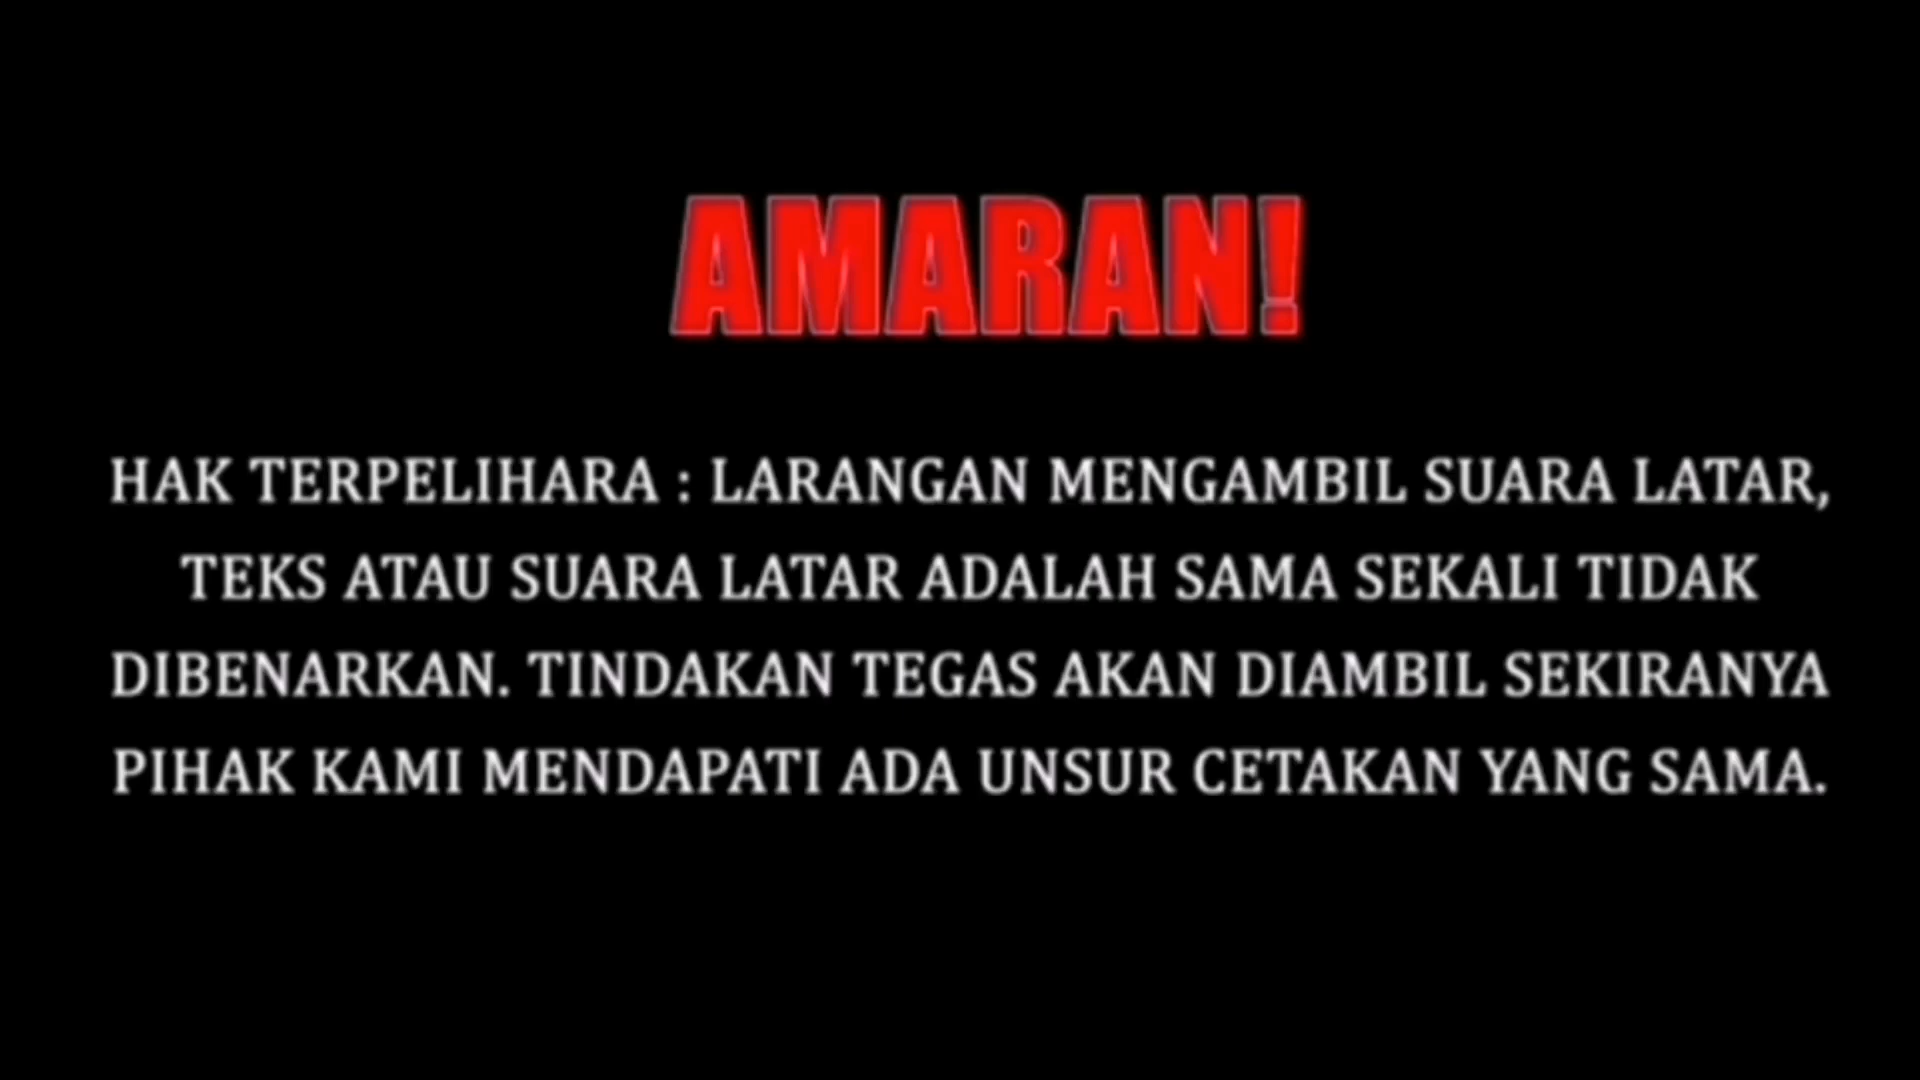 AMARAN!
HAK TERPELIHARA : LARANGAN MENGAMBIL SUARA LATAR,
TEKS ATAU SUARA LATAR ADALAH SAMA SEKALI TIDAK
DIBENARKAN. TINDAKAN TEGAS AKAN DIAMBIL SEKIRANYA
PIHAK KAMI MENDAPATI ADA UNSUR CETAKAN YANG SAMA.